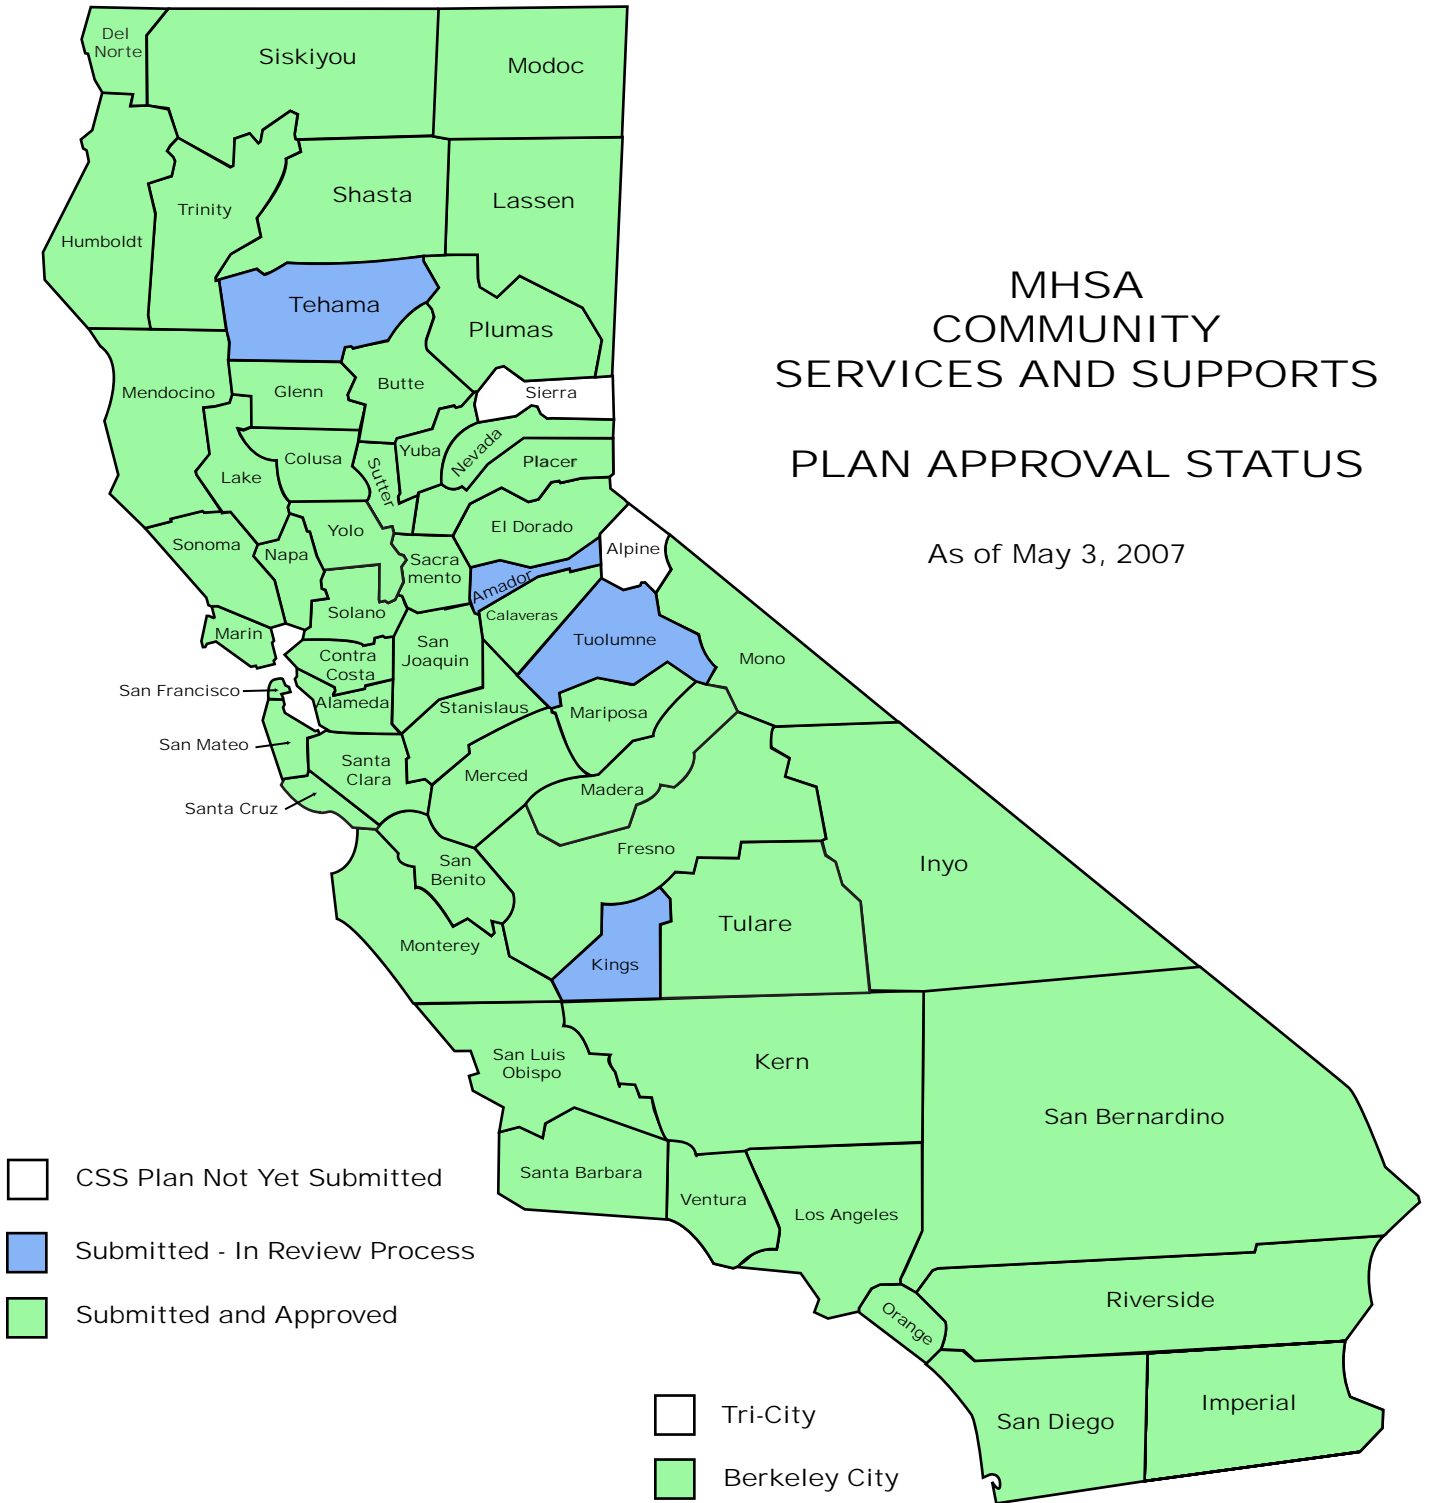 Del
Norte
Siskiyou
Modoc
Shasta
Lassen
Trinity
Humboldt
MHSA
COMMUNITY
SERVICES AND SUPPORTS
PLAN APPROVAL STATUS
As of May 3, 2007
Tehama
Plumas
Mendocino
Glenn
Butte
Sierra
Lake
Colusa
Sutter
Yuba
Nevada
Placer
El Dorado
Sonoma
Napa
Yolo
Sacra
mento
Amador
Alpine
Solano
Calaveras
Marin
Contra
Costa
San
Joaquin
Tuolumne
Mono
San Francisco
Alameda
Stanislaus
Mariposa
San Mateo
Santa
Clara
Merced
Madera
Santa Cruz
San
Benito
Fresno
Inyo
Monterey
Kings
Tulare
San Luis
Obispo
Kern
San Bernardino
Santa Barbara
Ventura
Los Angeles
Orange
Riverside
San Diego
Imperial
CSS Plan Not Yet Submitted
Submitted - In Review Process
Submitted and Approved
Tri-City
Berkeley City